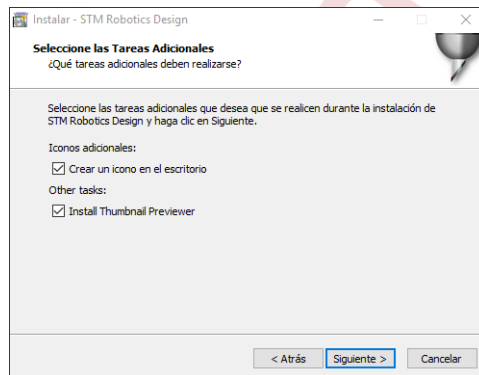 Instalar - STM Robotics Design
Seleccione las Tareas Adicionales
¿Qué tareas adicionales deben realizarse?
Seleccione las tareas adicionales que desea que se realicen durante la instalación de
STM Robotics Design y haga clic en Siguiente.
Iconos adicionales:
Crear un icono en el escritorio
Other tasks:
Install Thumbnail Previewer
< Atrás
Siguiente >
Cancelar